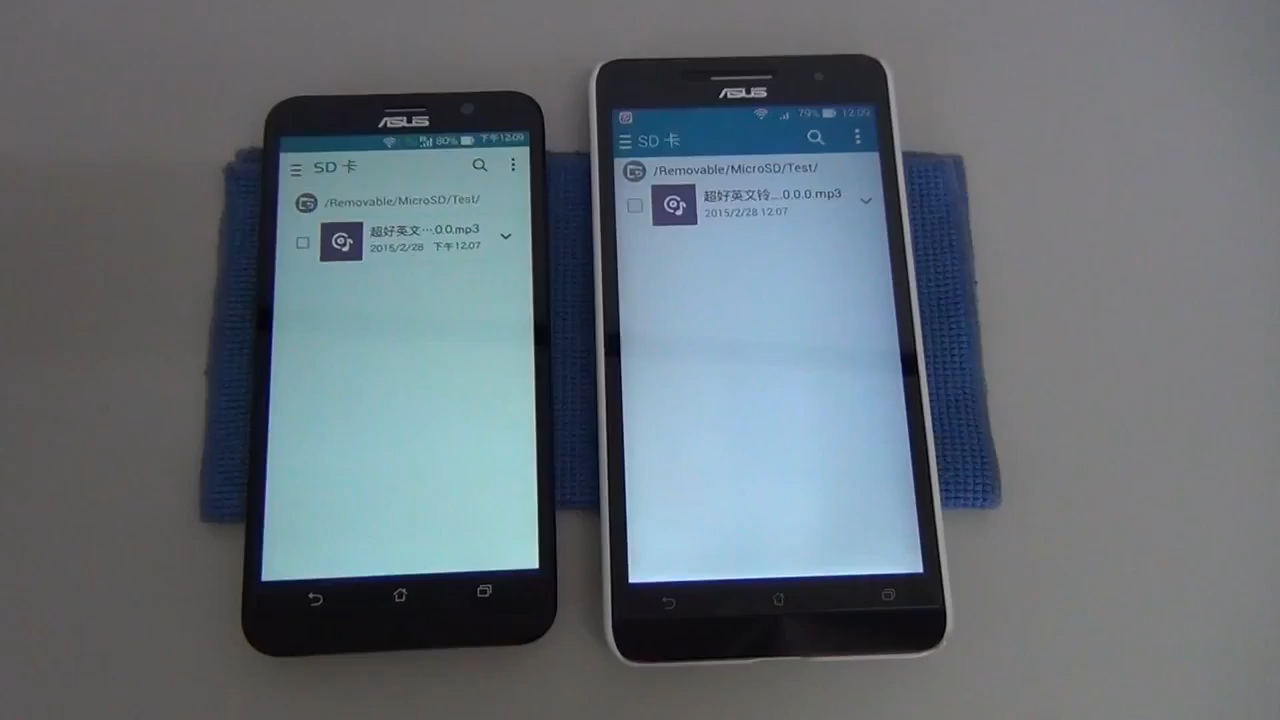 ASUS
80% 下午12:09
SD 卡
/Removable/MicroSD/Test/
超好英文….0.0.mp3
2015/2/28 下午12:07
ASUS
79% 12:09
SD 卡
/Removable/MicroSD/Test/
超好英文铃....0.0.0.mp3
2015/2/28 12:07